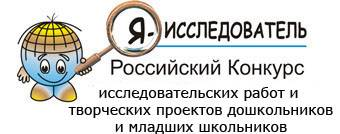 Я-ИССЛЕДОВАТЕЛЬ
Российский Конкурс
исследовательских работ и
творческих проектов дошкольников
и младших школьников